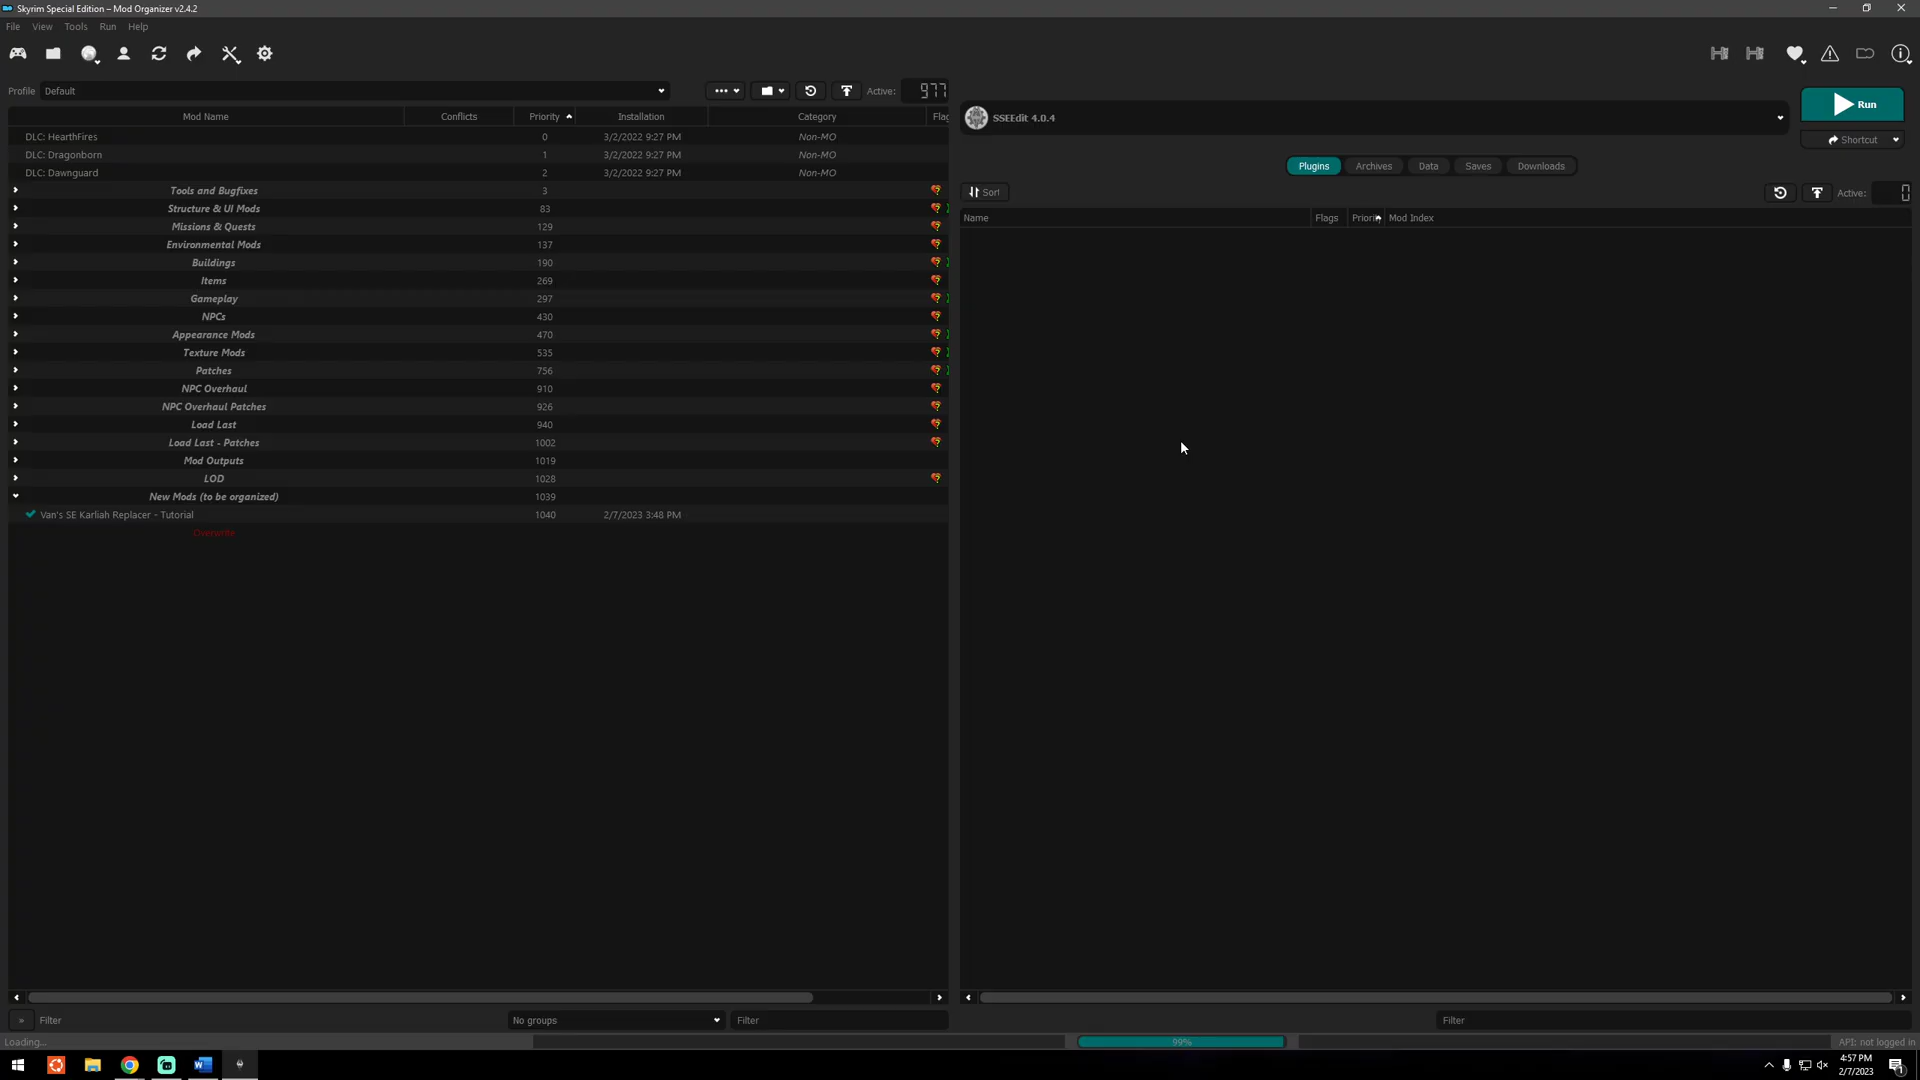 Skyrim Special Edition – Mod Organizer v2.4.2
File View Tools Run Help
Profile Default Active: 977
Mod Name Conflicts Priority Installation Category Flag
DLC: HearthFires 0 3/2/2022 9:27 PM Non-MO
DLC: Dragonborn 1 3/2/2022 9:27 PM Non-MO
DLC: Dawnguard 2 3/2/2022 9:27 PM Non-MO
Tools and Bugfixes 3
Structure & UI Mods 83
Missions & Quests 129
Environmental Mods 137
Buildings 190
Items 269
Gameplay 297
NPCs 430
Appearance Mods 470
Texture Mods 535
Patches 756
NPC Overhaul 910
NPC Overhaul Patches 926
Load Last 940
Load Last - Patches 1002
Mod Outputs 1019
LOD 1028
New Mods (to be organized) 1039
Van's SE Karliah Replacer - Tutorial 1040 2/7/2023 3:48 PM
Overwrite
» Filter No groups Filter
Loading...
SSEEdit 4.0.4
Run
Shortcut
Plugins Archives Data Saves Downloads
Sort Active: 0
Name Flags Priority Mod Index
Filter
99% API: not logged in
4:57 PM
2/7/2023